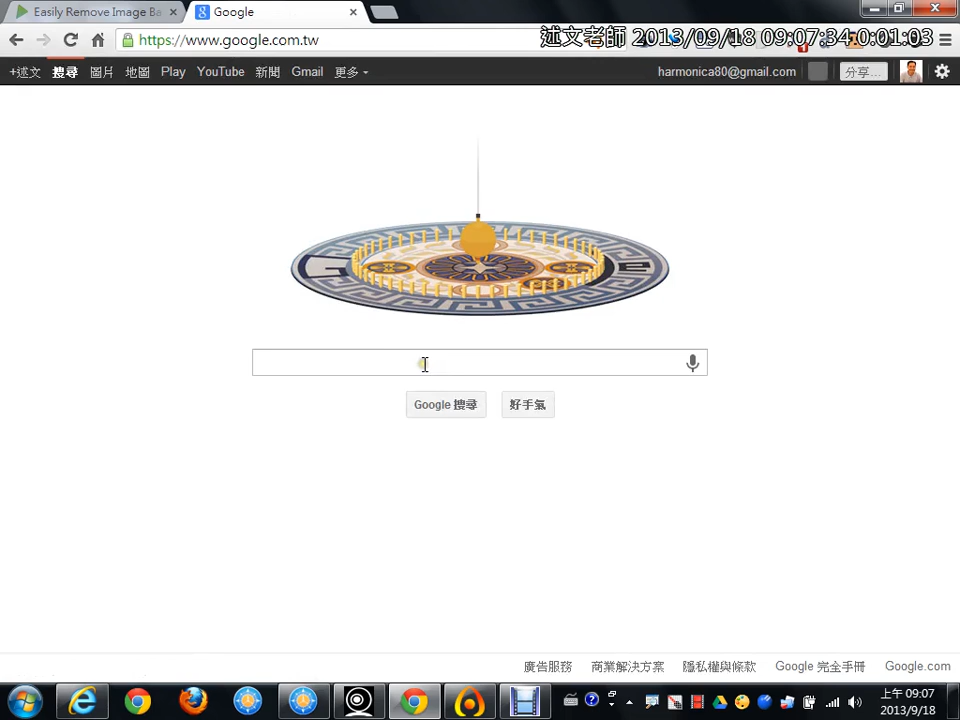 Easily Remove Image Ba
Google
https://www.google.com.tw
述文老師 2013/09/18 09:07:34 0:01:03
+述文 搜尋 圖片 地圖 Play YouTube 新聞 Gmail 更多
harmonica80@gmail.com 分享...
Google 搜尋 好手氣
廣告服務 商業解決方案 隱私權與條款 Google 完全手冊 Google.com
上午 09:07
2013/9/18